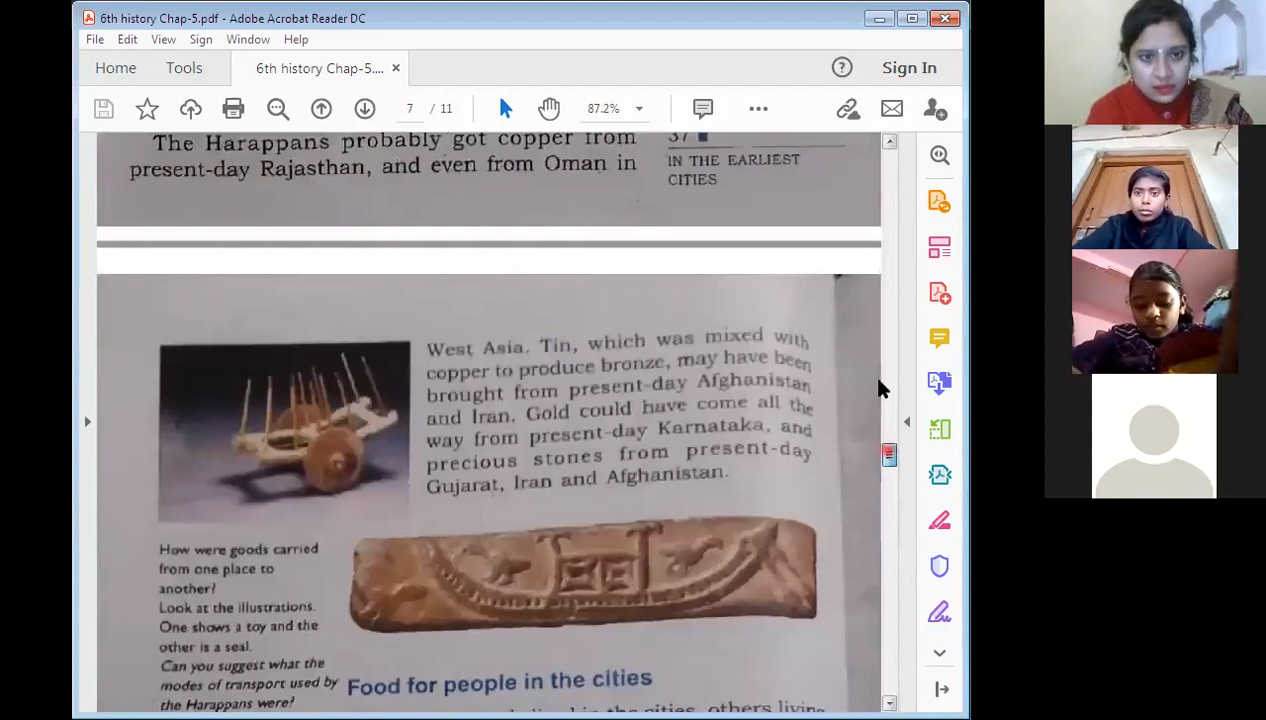 6th history Chap-5.pdf - Adobe Acrobat Reader DC
File Edit View Sign Window Help
Home Tools 6th history Chap-5.... × Sign In
7 / 11 87.2%
The Harappans probably got copper from
present-day Rajasthan, and even from Oman in
37
IN THE EARLIEST
CITIES
West Asia. Tin, which was mixed with
copper to produce bronze, may have been
brought from present-day Afghanistan
and Iran. Gold could have come all the
way from present-day Karnataka, and
precious stones from present-day
Gujarat, Iran and Afghanistan.
How were goods carried
from one place to
another?
Look at the illustrations.
One shows a toy and the
other is a seal.
Can you suggest what the
modes of transport used by
the Harappans were?
Food for people in the cities
in the cities, others living